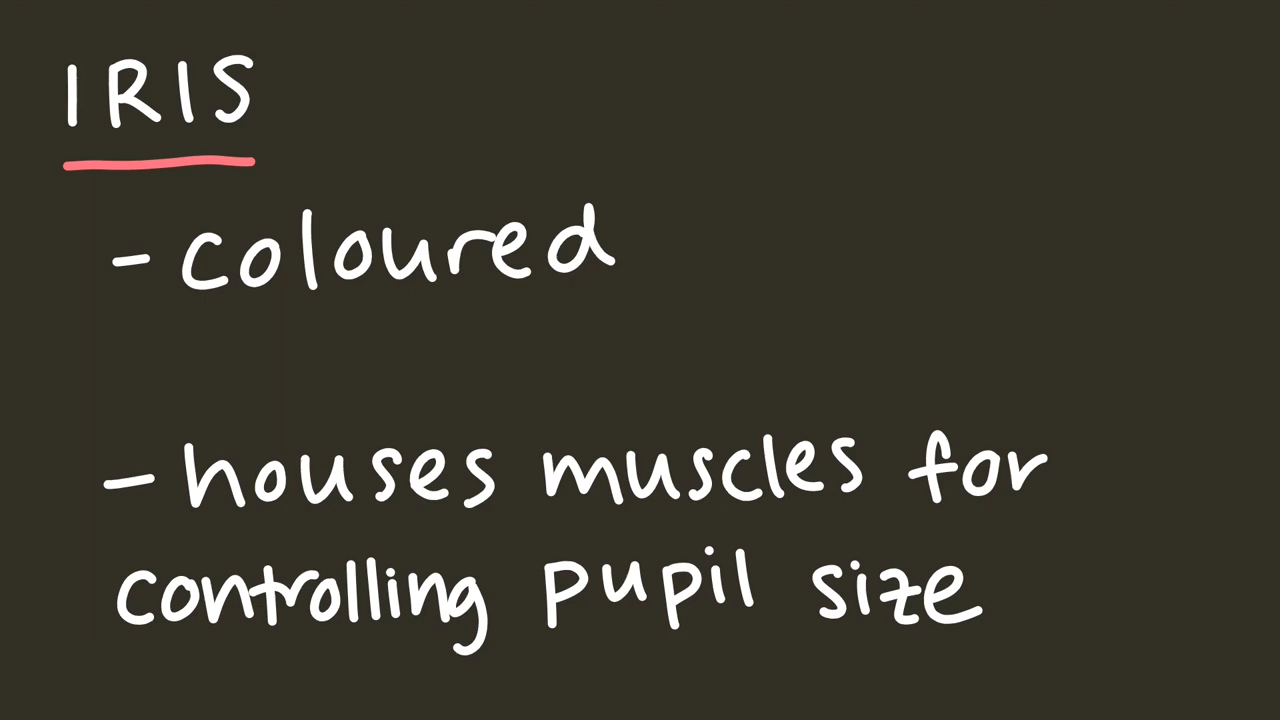 IRIS
- coloured
- houses muscles for
controlling pupil size